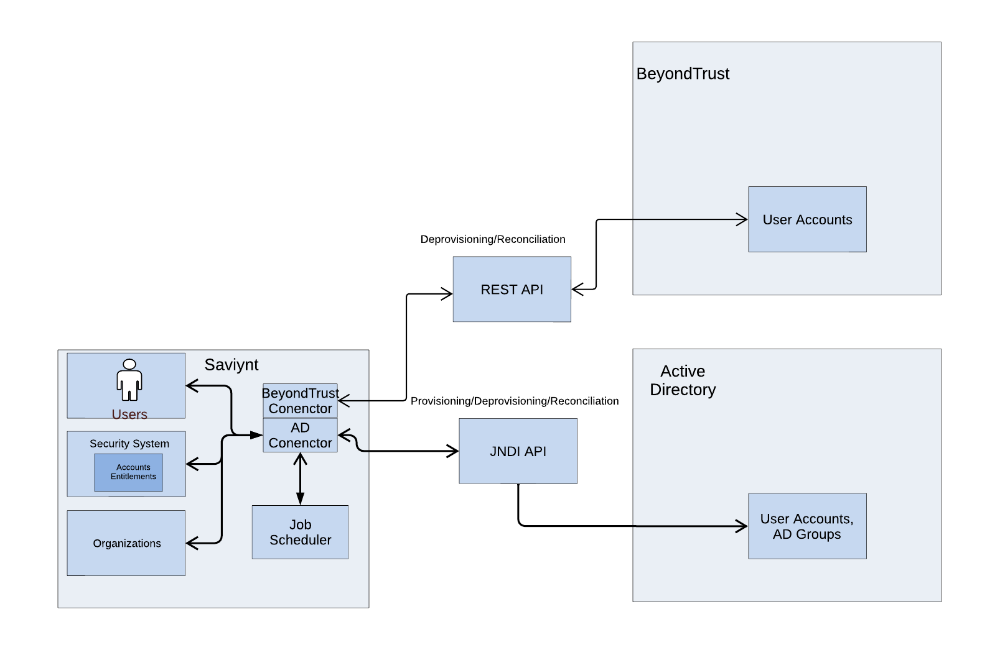 BeyondTrust
User Accounts
Deprovisioning/Reconciliation
REST API
Saviynt
Users
BeyondTrust
Conenctor
AD
Conenctor
Security System
Accounts
Entitlements
Organizations
Job
Scheduler
Provisioning/Deprovisioning/Reconciliation
JNDI API
Active
Directory
User Accounts,
AD Groups